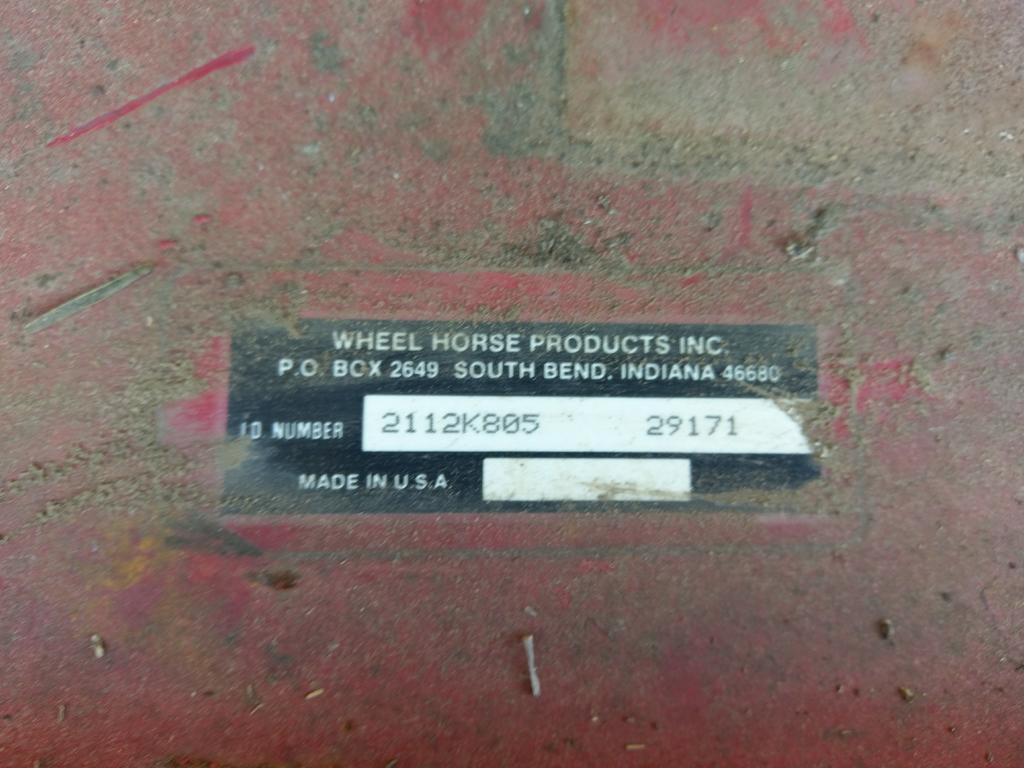 WHEEL HORSE PRODUCTS INC.
P.O. BOX 2649 SOUTH BEND, INDIANA 46680
I.D. NUMBER 2112K805 29171
MADE IN U.S.A.